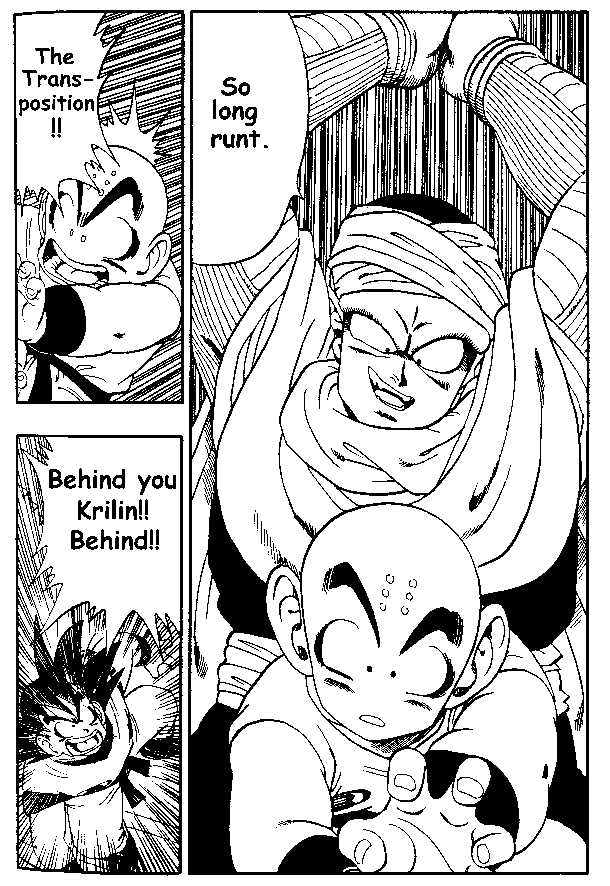 The
Trans-
position
!!
Behind you
Krilin!!
Behind!!
So
long
runt.